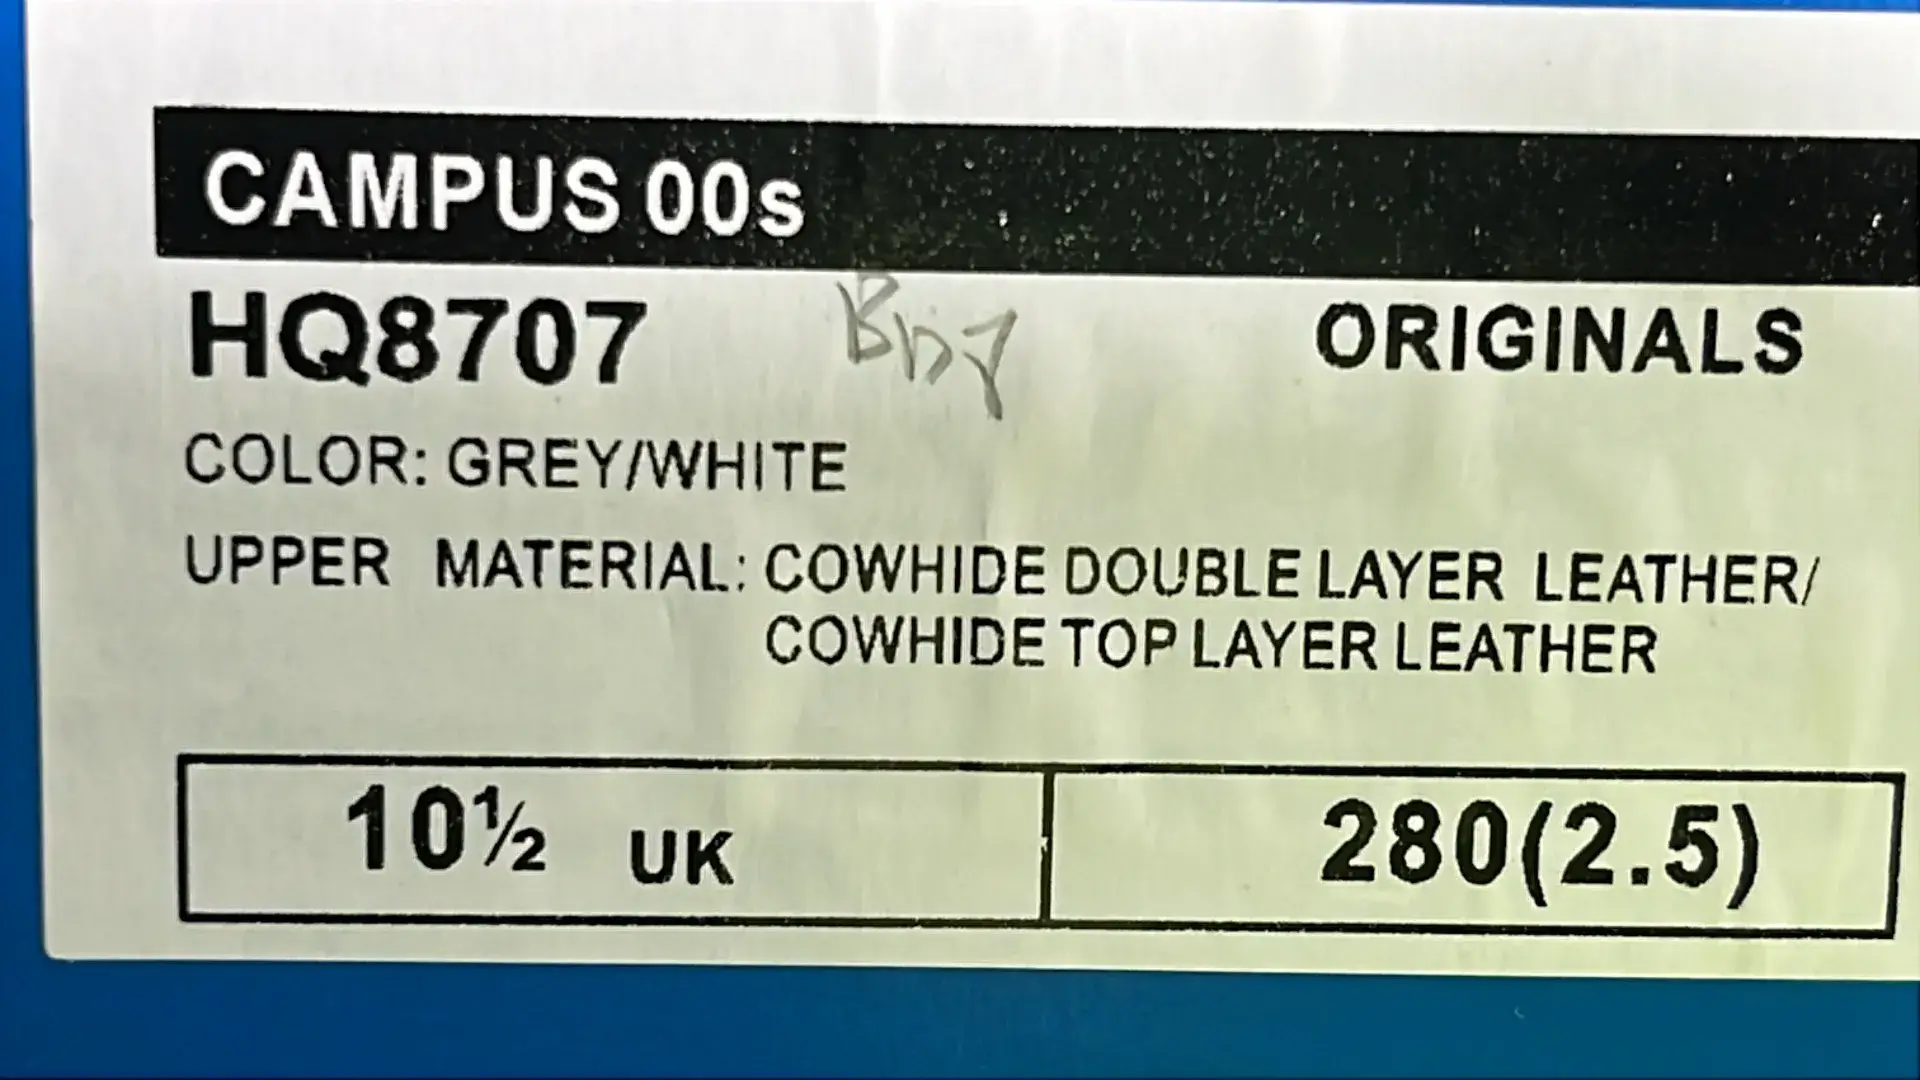 CAMPUS 00s
HQ8707
ORIGINALS
COLOR: GREY/WHITE
UPPER MATERIAL: COWHIDE DOUBLE LAYER LEATHER/
COWHIDE TOP LAYER LEATHER
10½ UK
280(2.5)